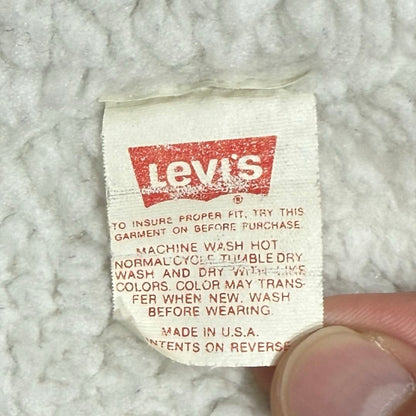 Levi's
®
TO INSURE PROPER FIT, TRY THIS
GARMENT ON BEFORE PURCHASE.
MACHINE WASH HOT
NORMAL CYCLE TUMBLE DRY
WASH AND DRY WITH LIKE
COLORS. COLOR MAY TRANS-
FER WHEN NEW. WASH
BEFORE WEARING.
MADE IN U.S.A.
NTENTS ON REVERSE